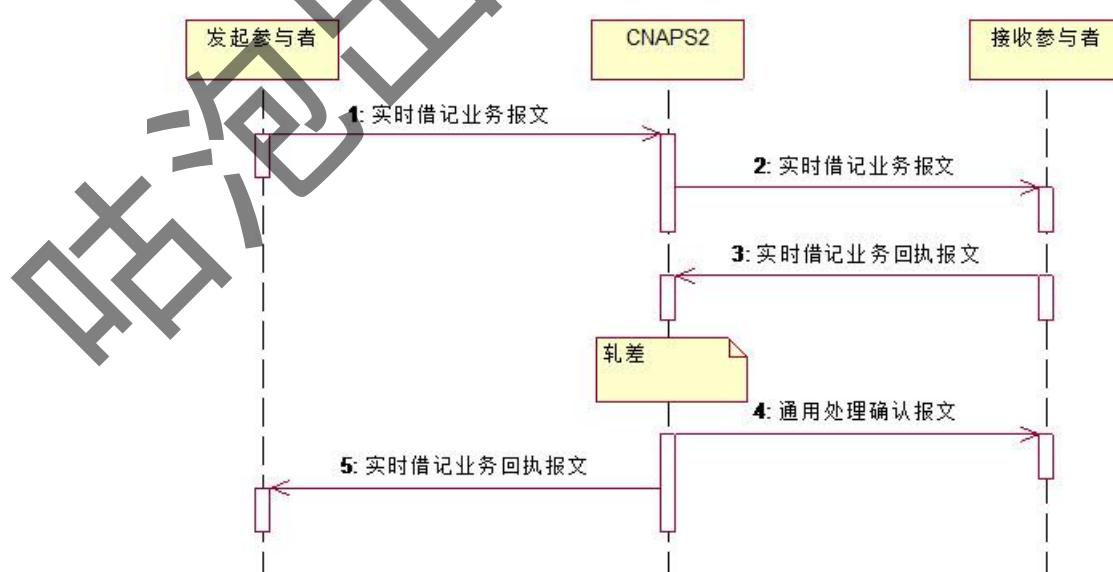 发起参与者
CNAPS2
接收参与者
1: 实时借记业务报文
2: 实时借记业务报文
3: 实时借记业务回执报文
轧差
4: 通用处理确认报文
5: 实时借记业务回执报文
咕泡